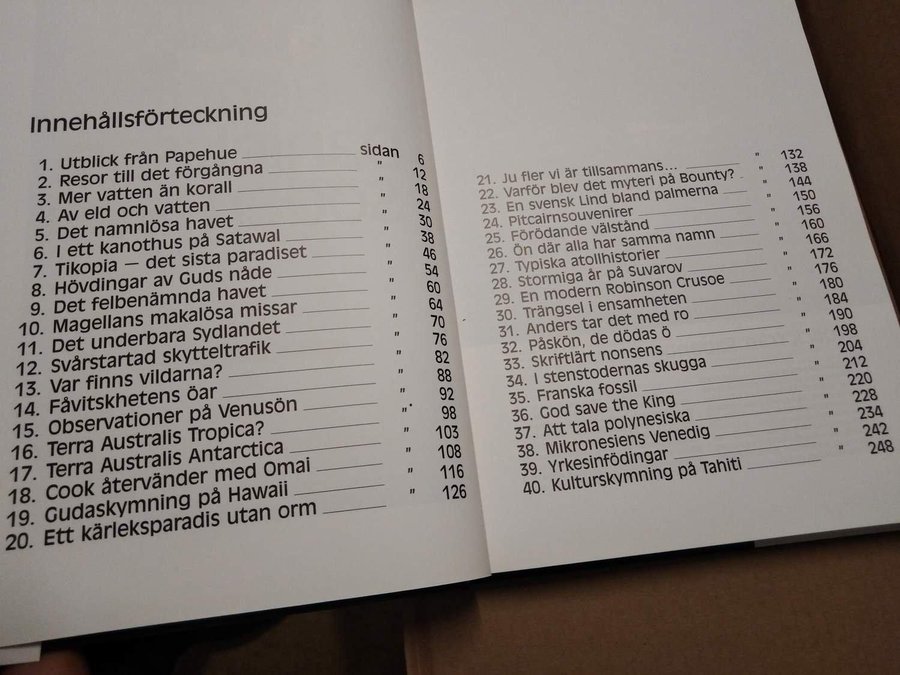 Innehållsförteckning
1. Utblick från Papehue sidan 6
2. Resor till det förgångna " 12
3. Mer vatten än korall " 18
4. Av eld och vatten " 24
5. Det namnlösa havet " 30
6. I ett kanothus på Satawal " 38
7. Tikopia — det sista paradiset " 46
8. Hövdingar av Guds nåde " 54
9. Det felbenämnda havet " 60
10. Magellans makalösa missar " 64
11. Det underbara Sydlandet " 70
12. Svårstartad skytteltrafik " 76
13. Var finns vildarna? " 82
14. Fåvitskhetens öar " 88
15. Observationer på Venusön " 92
16. Terra Australis Tropica? " 98
17. Terra Australis Antarctica " 103
18. Cook återvänder med Omai " 108
19. Gudaskymning på Hawaii " 116
20. Ett kärleksparadis utan orm " 126
21. Ju fler vi är tillsammans... " 132
22. Varför blev det myteri på Bounty? " 138
23. En svensk Lind bland palmerna " 144
24. Pitcairnsouvenirer " 150
25. Förödande välstånd " 156
26. Ön där alla har samma namn " 160
27. Typiska atollhistorier " 166
28. Stormiga år på Suvarov " 172
29. En modern Robinson Crusoe " 176
30. Trängsel i ensamheten " 180
31. Anders tar det med ro " 184
32. Påskön, de dödas ö " 190
33. Skriftlärt nonsens " 198
34. I stenstodernas skugga " 204
35. Franska fossil " 212
36. God save the King " 220
37. Att tala polynesiska " 228
38. Mikronesiens Venedig " 234
39. Yrkesinfödingar " 242
40. Kulturskymning på Tahiti " 248